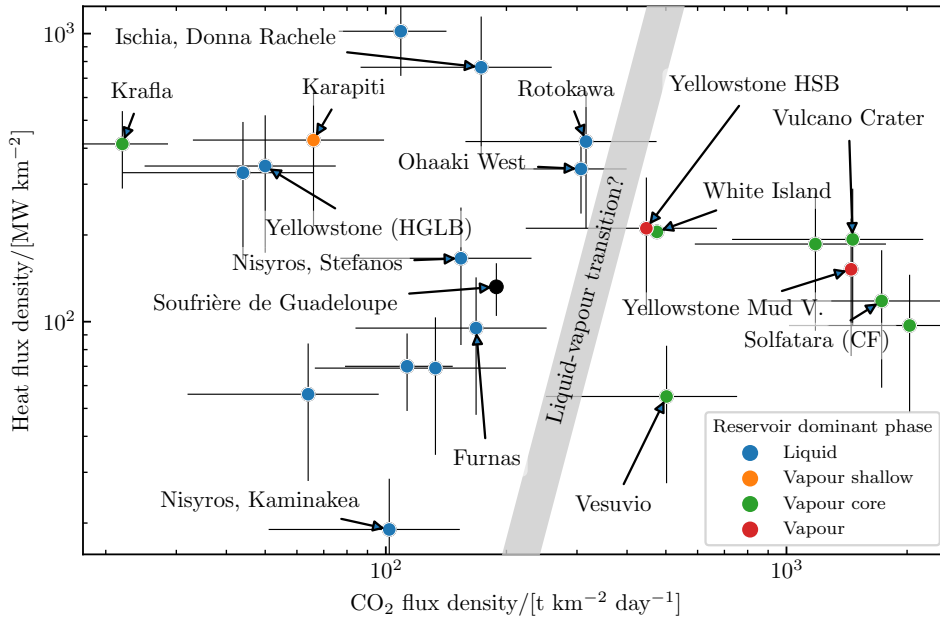 Heat flux density/[MW km⁻²]
10³
10²
Ischia, Donna Rachele
Krafla
Karapiti
Rotokawa
Yellowstone HSB
Vulcano Crater
Ohaaki West
White Island
Yellowstone (HGLB)
Nisyros, Stefanos
Soufrière de Guadeloupe
Liquid-vapour transition?
Yellowstone Mud V.
Solfatara (CF)
Furnas
Nisyros, Kaminakea
Vesuvio
Reservoir dominant phase
Liquid
Vapour shallow
Vapour core
Vapour
10²
10³
CO₂ flux density/[t km⁻² day⁻¹]